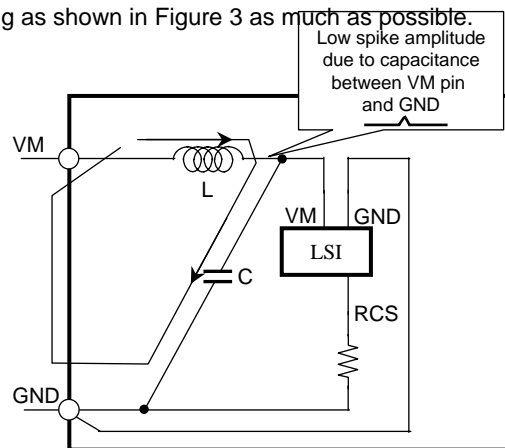 g as shown in Figure 3 as much as possible.
Low spike amplitude
due to capacitance
between VM pin
and GND
VM
L
VM GND
LSI
C
RCS
GND